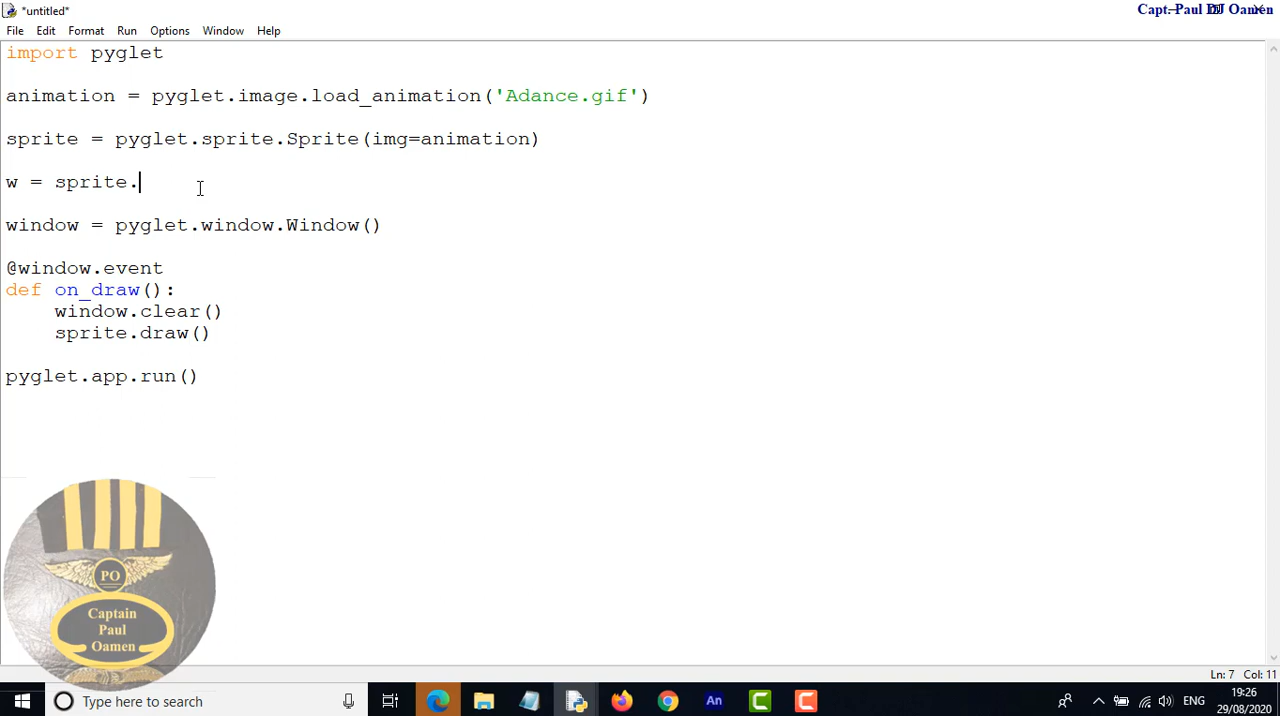 *untitled*
Capt. Paul DJ Oamen
File Edit Format Run Options Window Help
import pyglet
animation = pyglet.image.load_animation('Adance.gif')
sprite = pyglet.sprite.Sprite(img=animation)
w = sprite.
window = pyglet.window.Window()
@window.event
def on_draw():
window.clear()
sprite.draw()
pyglet.app.run()
PO
Captain
Paul
Oamen
Ln: 7 Col: 11
Type here to search
An
ENG
19:26
29/08/2020